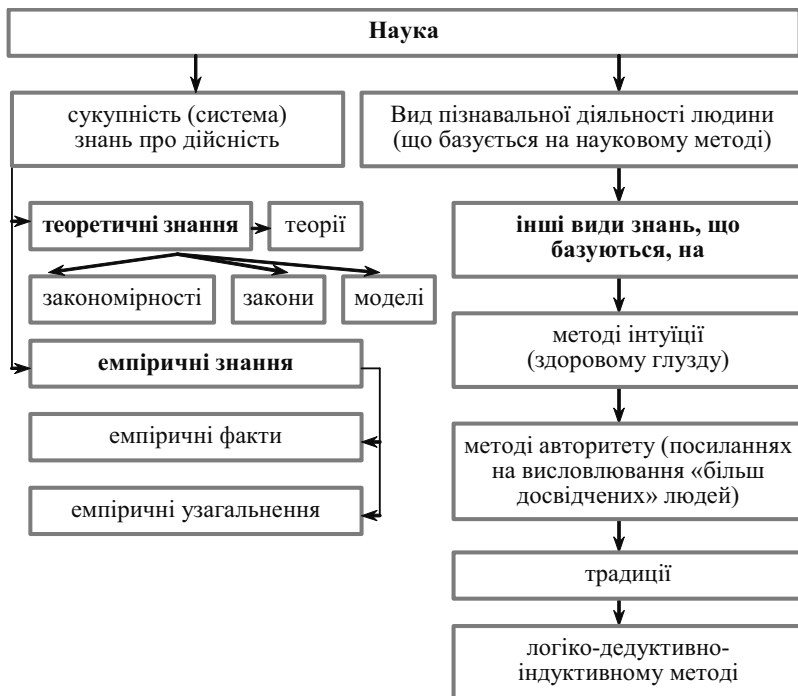 Наука
сукупність (система)
знань про дійсність
теоретичні знання
теорії
закономірності
закони
моделі
емпіричні знання
емпіричні факти
емпіричні узагальнення
Вид пізнавальної діяльності людини
(що базується на науковому методі)
інші види знань, що
базуються, на
методі інтуїції
(здоровому глузду)
методі авторитету (посиланнях
на висловлювання «більш
досвідчених» людей)
традиції
логіко-дедуктивно-
індуктивному методі